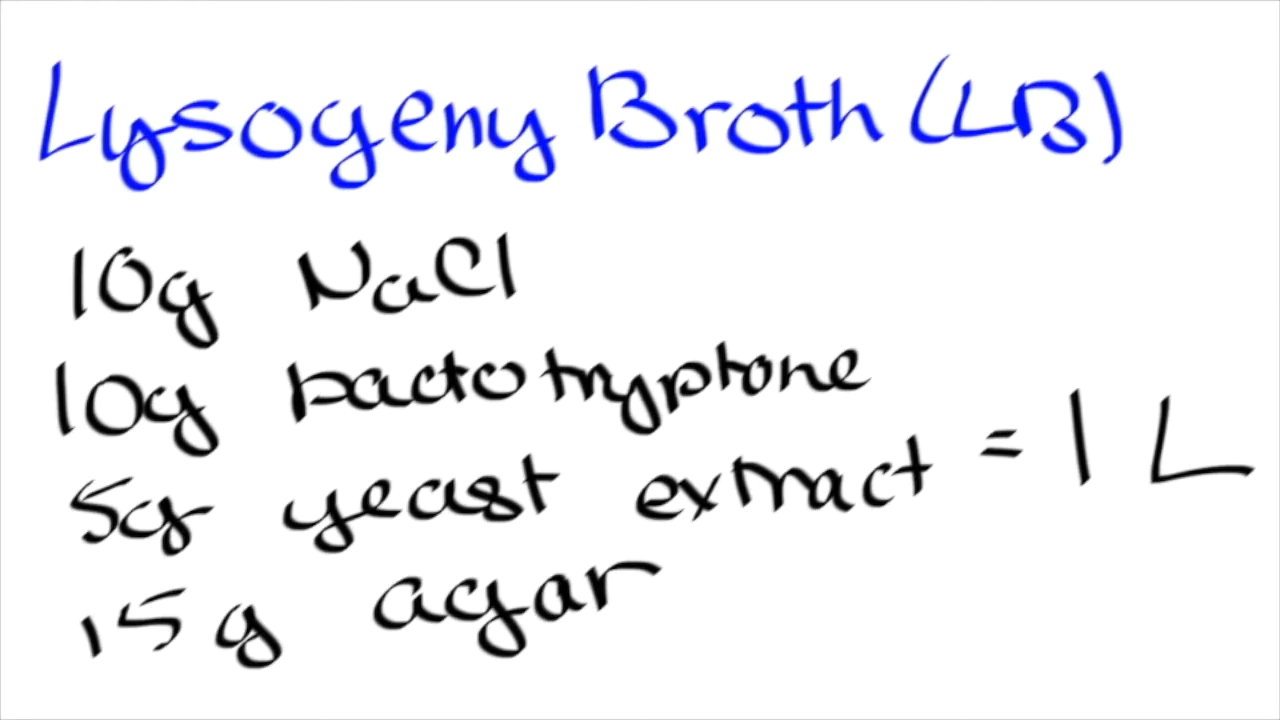 Lysogeny Broth (LB)
10g NaCl
10g bactotryptone
5g yeast extract = 1 L
15g agar